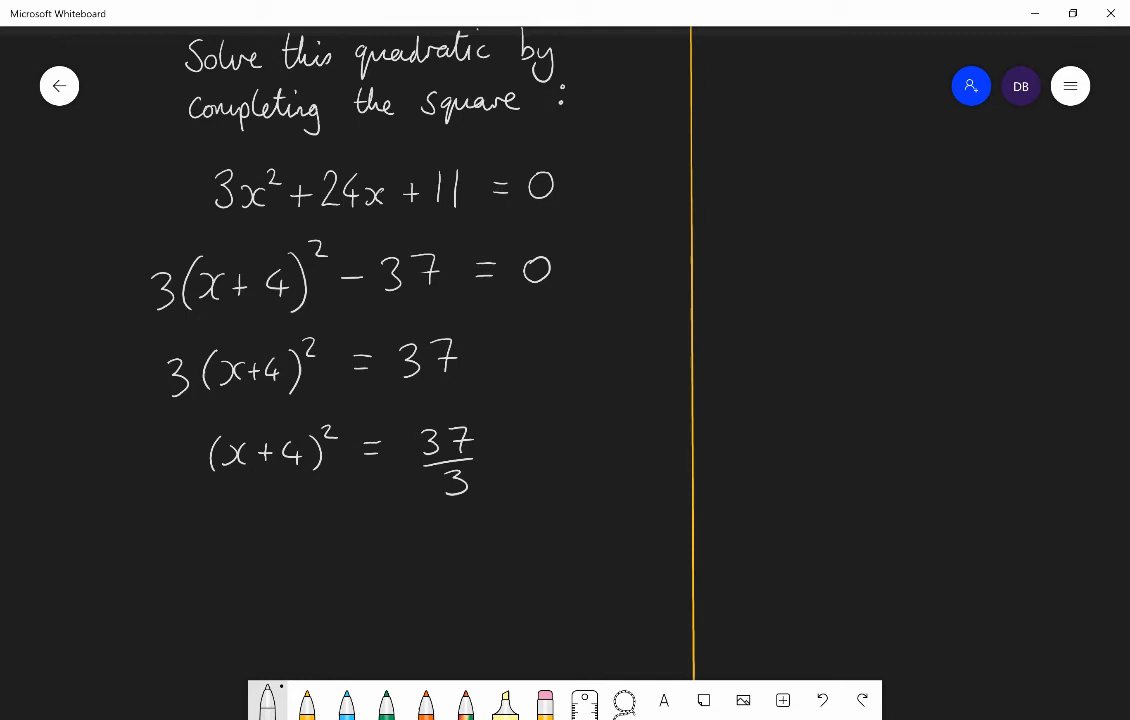 Microsoft Whiteboard
Solve this quadratic by
completing the square :
DB
3x² + 24x + 11 = 0
3(x + 4)² - 37 = 0
3(x+4)² = 37
(x + 4)² = 37/3
A